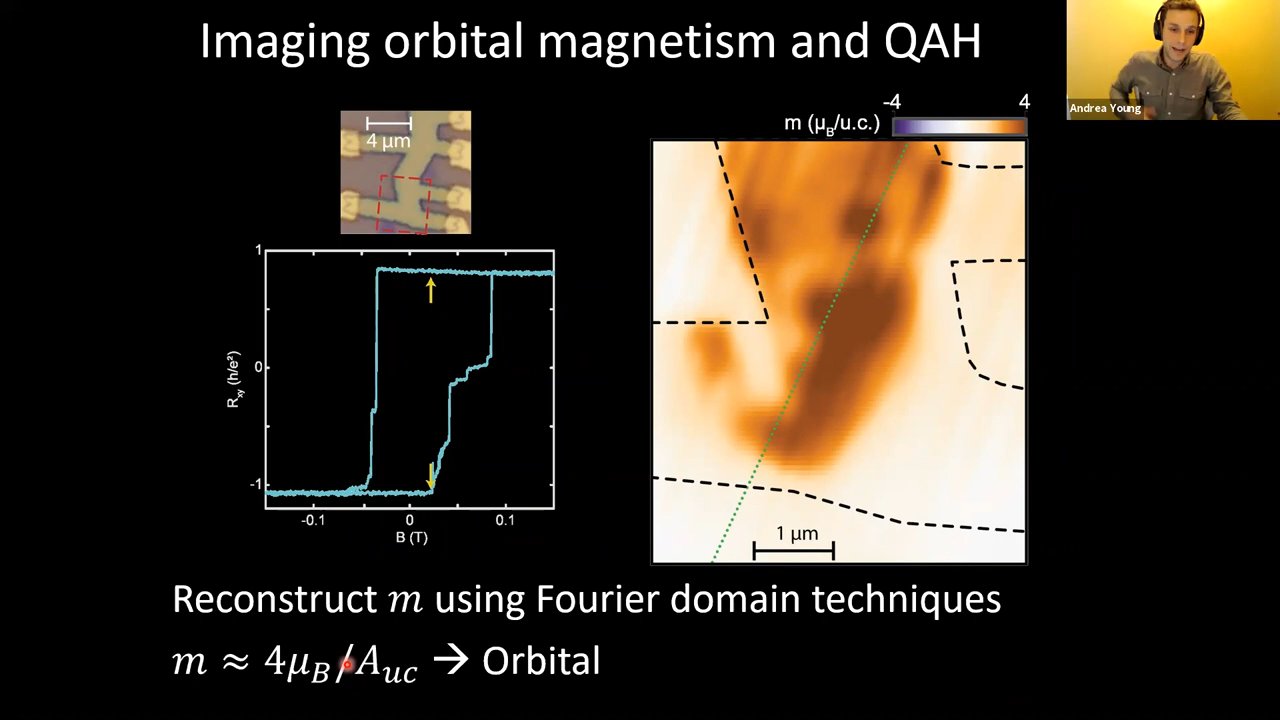 Imaging orbital magnetism and QAH
Andrea Young
4 μm
-4
4
m (μ_B/u.c.)
1
0
-1
R_xy (h/e²)
-0.1
0
0.1
B (T)
1 μm
Reconstruct m using Fourier domain techniques
m ≈ 4μ_B/A_uc → Orbital